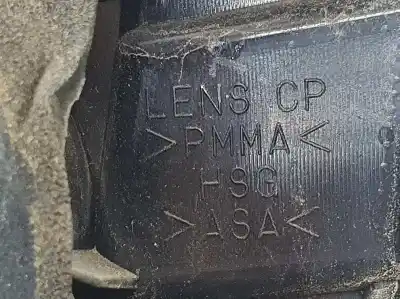 LENS CP
>PMMA<
HSG
>ASA<